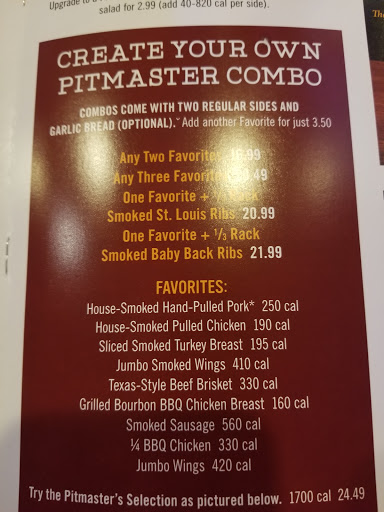 Upgrade to
salad for 2.99 (add 40-820 cal per side).
The
CREATE YOUR OWN
PITMASTER COMBO
COMBOS COME WITH TWO REGULAR SIDES AND
GARLIC BREAD (OPTIONAL). Add another Favorite for just 3.50
Any Two Favorites .99
Any Three Favorites .49
One Favorite + Rack
Smoked St. Louis Ribs 20.99
One Favorite + 1/3 Rack
Smoked Baby Back Ribs 21.99
FAVORITES:
House-Smoked Hand-Pulled Pork* 250 cal
House-Smoked Pulled Chicken 190 cal
Sliced Smoked Turkey Breast 195 cal
Jumbo Smoked Wings 410 cal
Texas-Style Beef Brisket 330 cal
Grilled Bourbon BBQ Chicken Breast 160 cal
Smoked Sausage 560 cal
¼ BBQ Chicken 330 cal
Jumbo Wings 420 cal
Try the Pitmaster's Selection as pictured below. 1700 cal 24.49